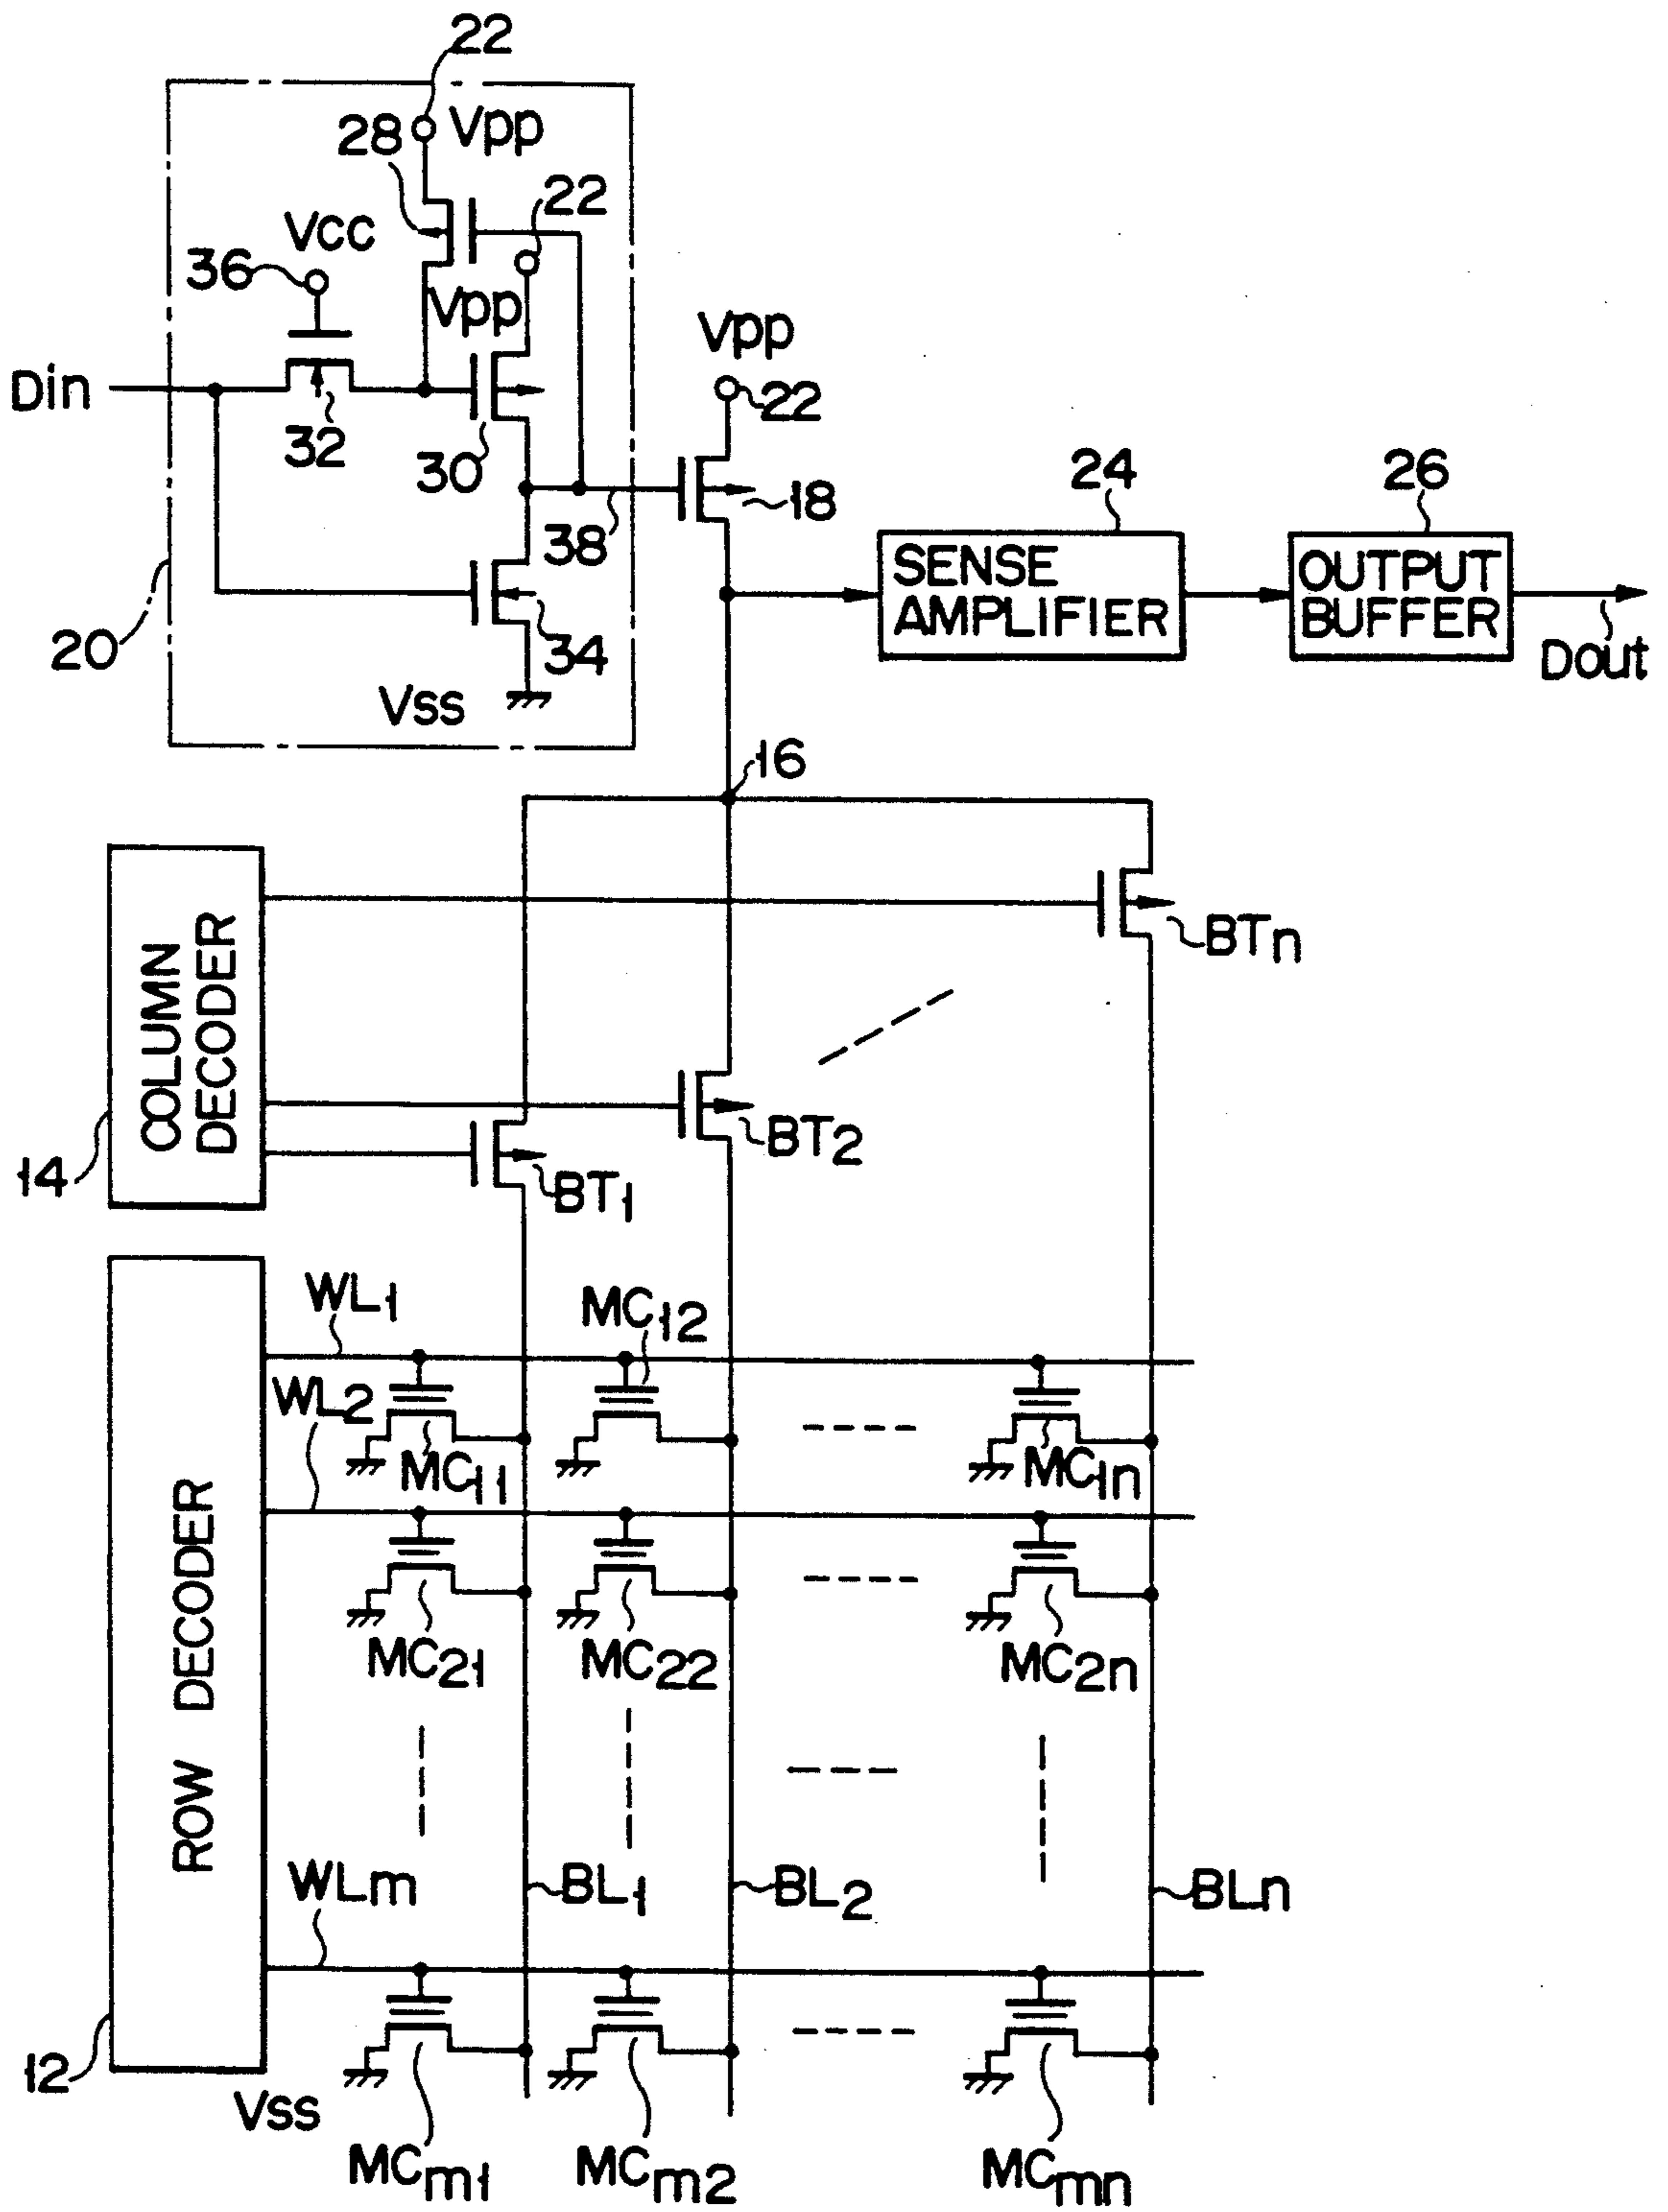 22
28
Vpp
22
Vcc
36
Vpp
Vpp
Din
22
32
30
24
26
18
38
SENSE
AMPLIFIER
OUTPUT
BUFFER
20
34
Dout
Vss
16
COLUMN
DECODER
BTn
BT2
14
BT1
WL1
MC12
WL2
MC11
MC1n
ROW DECODER
MC21
MC22
MC2n
WLm
BL1
BL2
BLn
12
Vss
MCm1
MCm2
MCmn